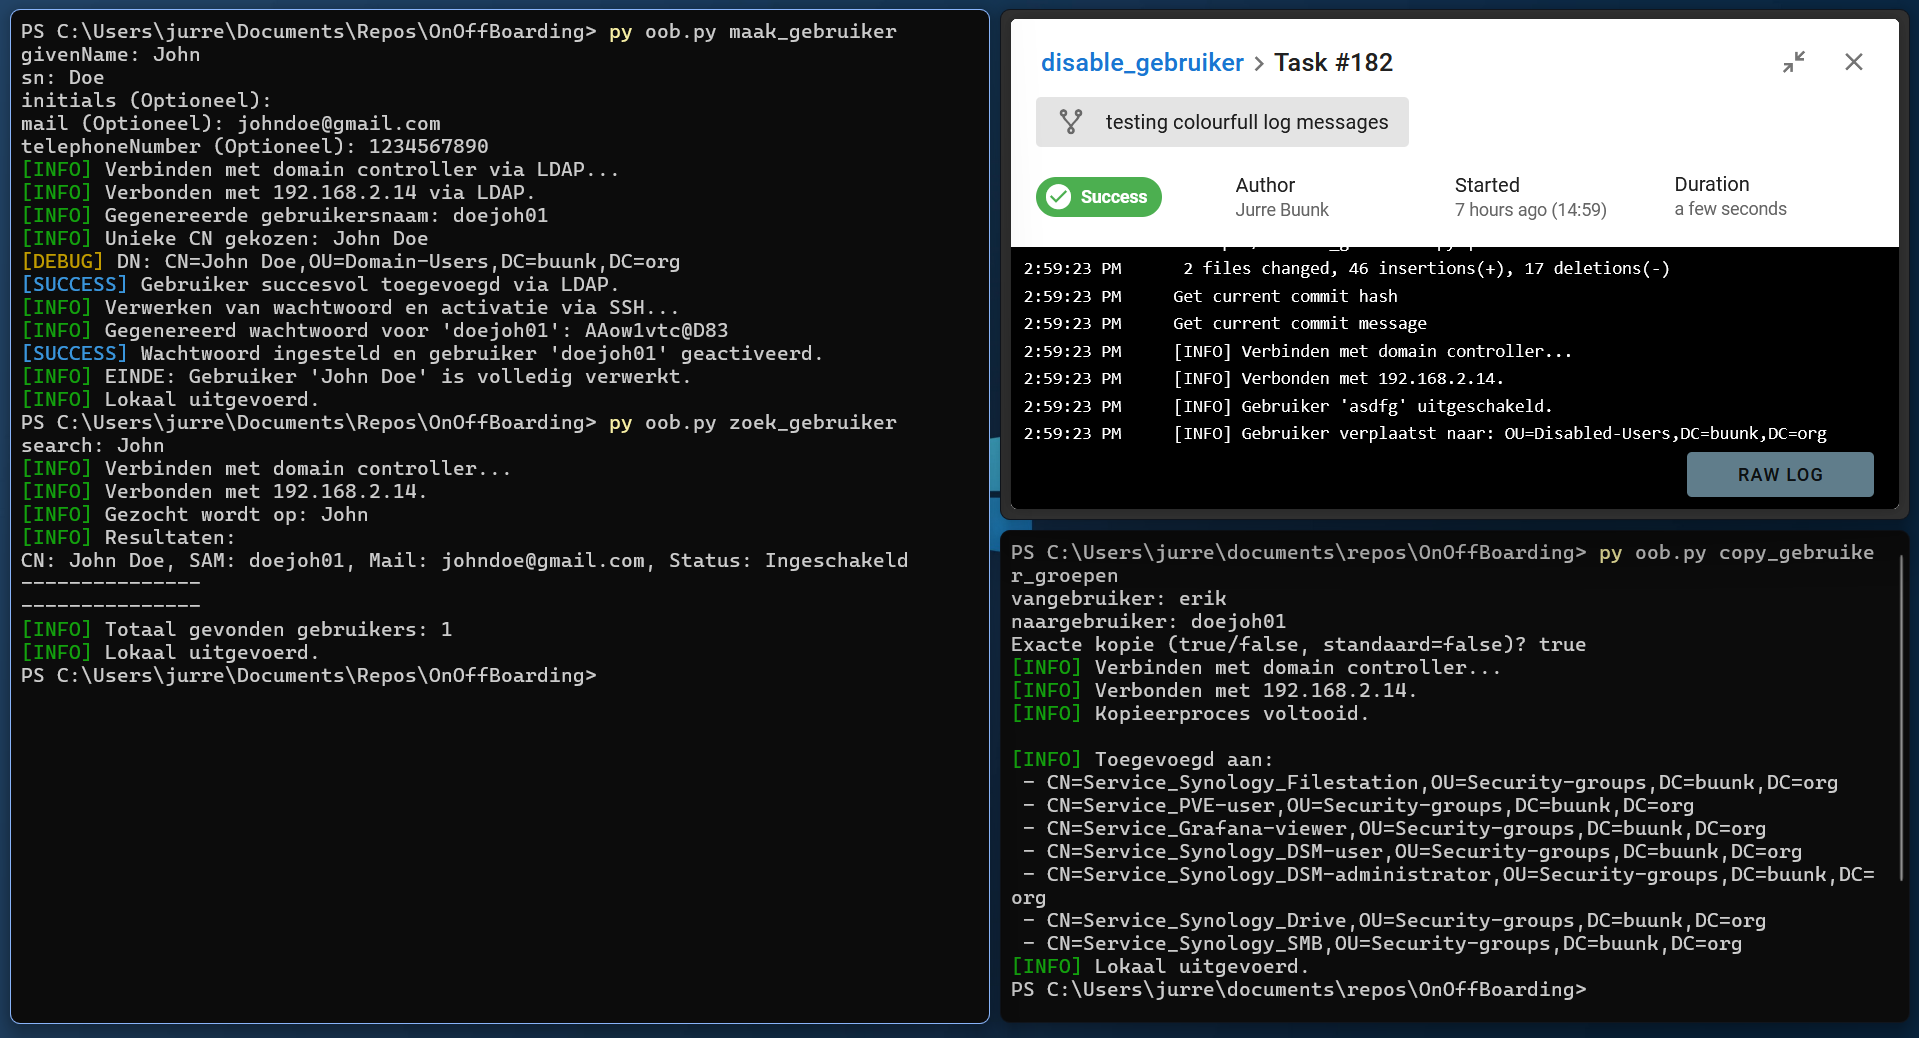 PS C:\Users\jurre\Documents\Repos\OnOffBoarding> py oob.py maak_gebruiker
givenName: John
sn: Doe
initials (Optioneel):
mail (Optioneel): johndoe@gmail.com
telephoneNumber (Optioneel): 1234567890
[INFO] Verbinden met domain controller via LDAP...
[INFO] Verbonden met 192.168.2.14 via LDAP.
[INFO] Gegenereerde gebruikersnaam: doejoh01
[INFO] Unieke CN gekozen: John Doe
[DEBUG] DN: CN=John Doe,OU=Domain-Users,DC=buunk,DC=org
[SUCCESS] Gebruiker succesvol toegevoegd via LDAP.
[INFO] Verwerken van wachtwoord en activatie via SSH...
[INFO] Gegenereerd wachtwoord voor 'doejoh01': AAow1vtc@D83
[SUCCESS] Wachtwoord ingesteld en gebruiker 'doejoh01' geactiveerd.
[INFO] EINDE: Gebruiker 'John Doe' is volledig verwerkt.
[INFO] Lokaal uitgevoerd.
PS C:\Users\jurre\Documents\Repos\OnOffBoarding> py oob.py zoek_gebruiker
search: John
[INFO] Verbinden met domain controller...
[INFO] Verbonden met 192.168.2.14.
[INFO] Gezocht wordt op: John
[INFO] Resultaten:
CN: John Doe, SAM: doejoh01, Mail: johndoe@gmail.com, Status: Ingeschakeld
---------------
---------------
[INFO] Totaal gevonden gebruikers: 1
[INFO] Lokaal uitgevoerd.
PS C:\Users\jurre\Documents\Repos\OnOffBoarding>
disable_gebruiker > Task #182
testing colourfull log messages
Success
Author
Jurre Buunk
Started
7 hours ago (14:59)
Duration
a few seconds
2:59:23 PM 2 files changed, 46 insertions(+), 17 deletions(-)
2:59:23 PM Get current commit hash
2:59:23 PM Get current commit message
2:59:23 PM [INFO] Verbinden met domain controller...
2:59:23 PM [INFO] Verbonden met 192.168.2.14.
2:59:23 PM [INFO] Gebruiker 'asdfg' uitgeschakeld.
2:59:23 PM [INFO] Gebruiker verplaatst naar: OU=Disabled-Users,DC=buunk,DC=org
RAW LOG
PS C:\Users\jurre\documents\repos\OnOffBoarding> py oob.py copy_gebruike
r_groepen
vangebruiker: erik
naargebruiker: doejoh01
Exacte kopie (true/false, standaard=false)? true
[INFO] Verbinden met domain controller...
[INFO] Verbonden met 192.168.2.14.
[INFO] Kopieerproces voltooid.
[INFO] Toegevoegd aan:
- CN=Service_Synology_Filestation,OU=Security-groups,DC=buunk,DC=org
- CN=Service_PVE-user,OU=Security-groups,DC=buunk,DC=org
- CN=Service_Grafana-viewer,OU=Security-groups,DC=buunk,DC=org
- CN=Service_Synology_DSM-user,OU=Security-groups,DC=buunk,DC=org
- CN=Service_Synology_DSM-administrator,OU=Security-groups,DC=buunk,DC=
org
- CN=Service_Synology_Drive,OU=Security-groups,DC=buunk,DC=org
- CN=Service_Synology_SMB,OU=Security-groups,DC=buunk,DC=org
[INFO] Lokaal uitgevoerd.
PS C:\Users\jurre\documents\repos\OnOffBoarding>